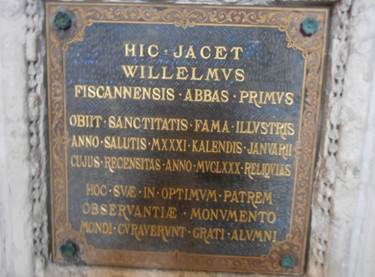 HIC · JACET
WILLELMVS
FISCANNENSIS · ABBAS · PRIMVS
OBIIT · SANCTITATIS · FAMA · ILLVSTRIS
ANNO · SALUTIS · MXXXI · KALENDIS · JANVARII
CUJUS · RECENSITAS · ANNO · MVCLXXX · RELIQVIAS
HOC · SVÆ · IN · OPTIMVM · PATREM
OBSERVANTIÆ · MONVMENTO
MONDI · CVRAVERVNT · GRATI · ALVMNI